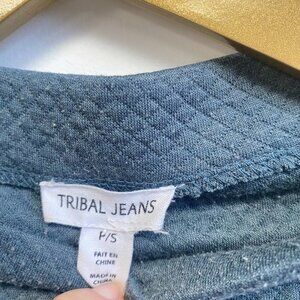 TRIBAL JEANS
P/S
FAIT EN
CHINE
MADE IN
CHINA